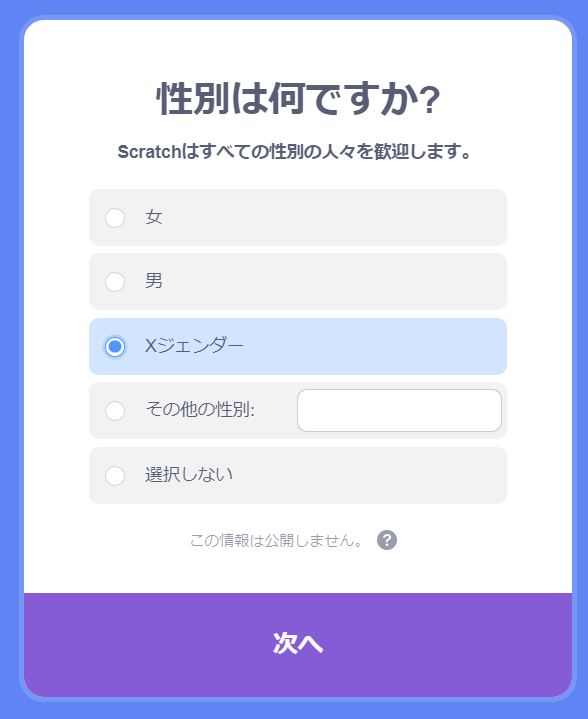 性別は何ですか?
Scratchはすべての性別の人々を歓迎します。
女
男
Xジェンダー
その他の性別:
選択しない
この情報は公開しません。 ?
次へ